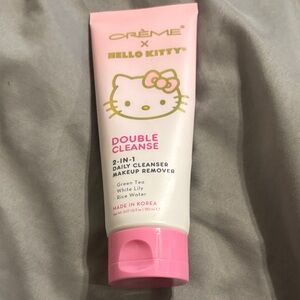 CRÈME
X
HELLO KITTY®
DOUBLE
CLEANSE
2-IN-1
DAILY CLEANSER
MAKEUP REMOVER
Green Tea
White Lily
Rice Water
MADE IN KOREA